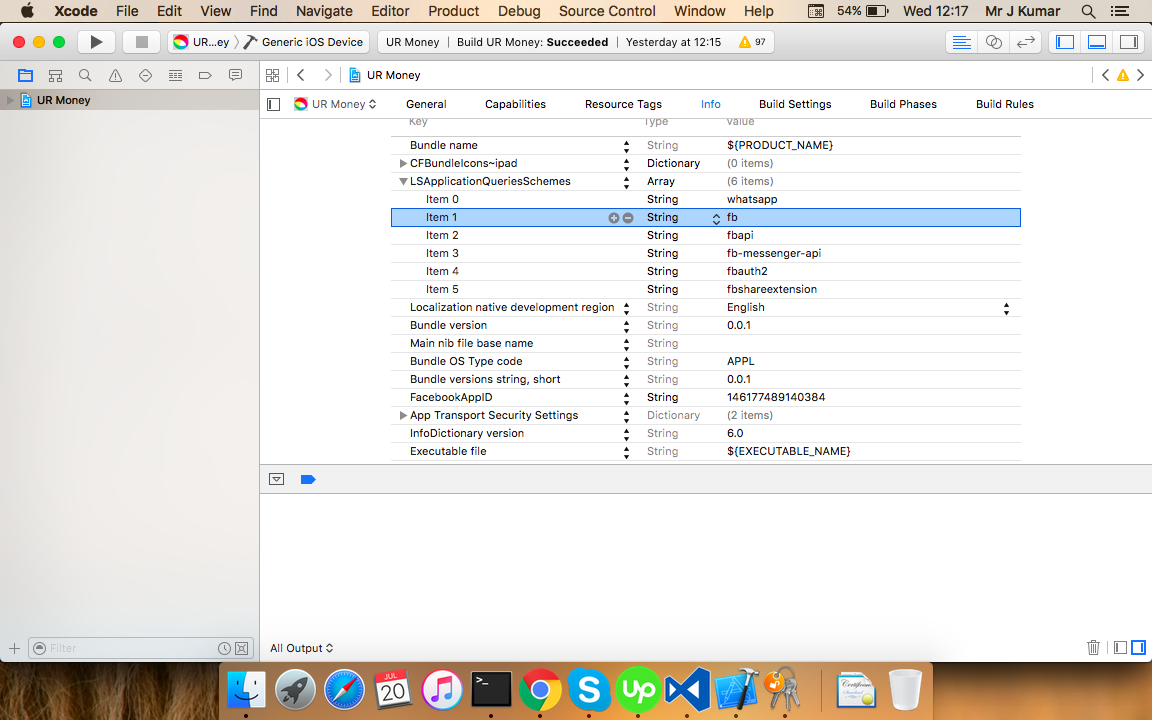 Xcode File Edit View Find Navigate Editor Product Debug Source Control Window Help 54% Wed 12:17 Mr J Kumar
UR...ey Generic iOS Device UR Money | Build UR Money: Succeeded | Yesterday at 12:15 97
UR Money
UR Money
UR Money General Capabilities Resource Tags Info Build Settings Build Phases Build Rules
Key Type Value
Bundle name String ${PRODUCT_NAME}
CFBundleIcons~ipad Dictionary (0 items)
LSApplicationQueriesSchemes Array (6 items)
Item 0 String whatsapp
Item 1 String fb
Item 2 String fbapi
Item 3 String fb-messenger-api
Item 4 String fbauth2
Item 5 String fbshareextension
Localization native development region String English
Bundle version String 0.0.1
Main nib file base name String
Bundle OS Type code String APPL
Bundle versions string, short String 0.0.1
FacebookAppID String 146177489140384
App Transport Security Settings Dictionary (2 items)
InfoDictionary version String 6.0
Executable file String ${EXECUTABLE_NAME}
Filter
All Output
JUL
20
>_
S
Up